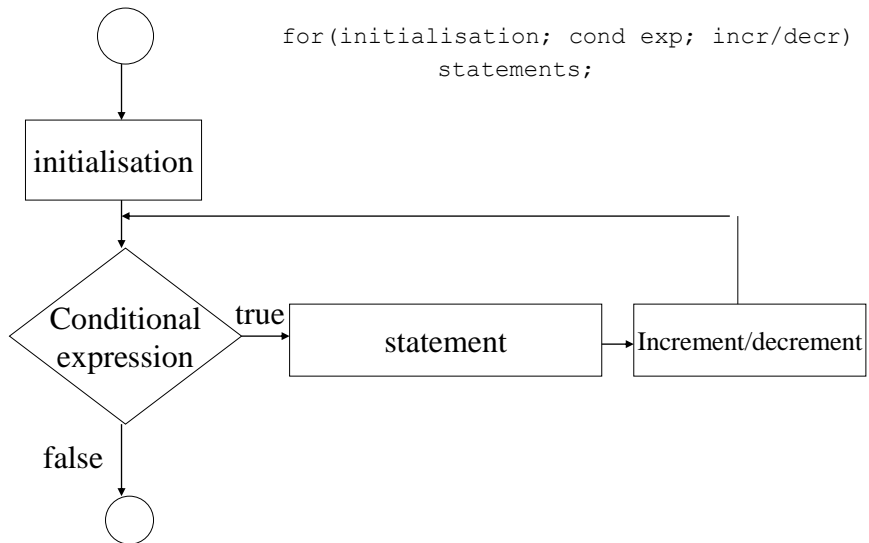 for(initialisation; cond exp; incr/decr)
statements;
initialisation
Conditional
expression
true
statement
Increment/decrement
false